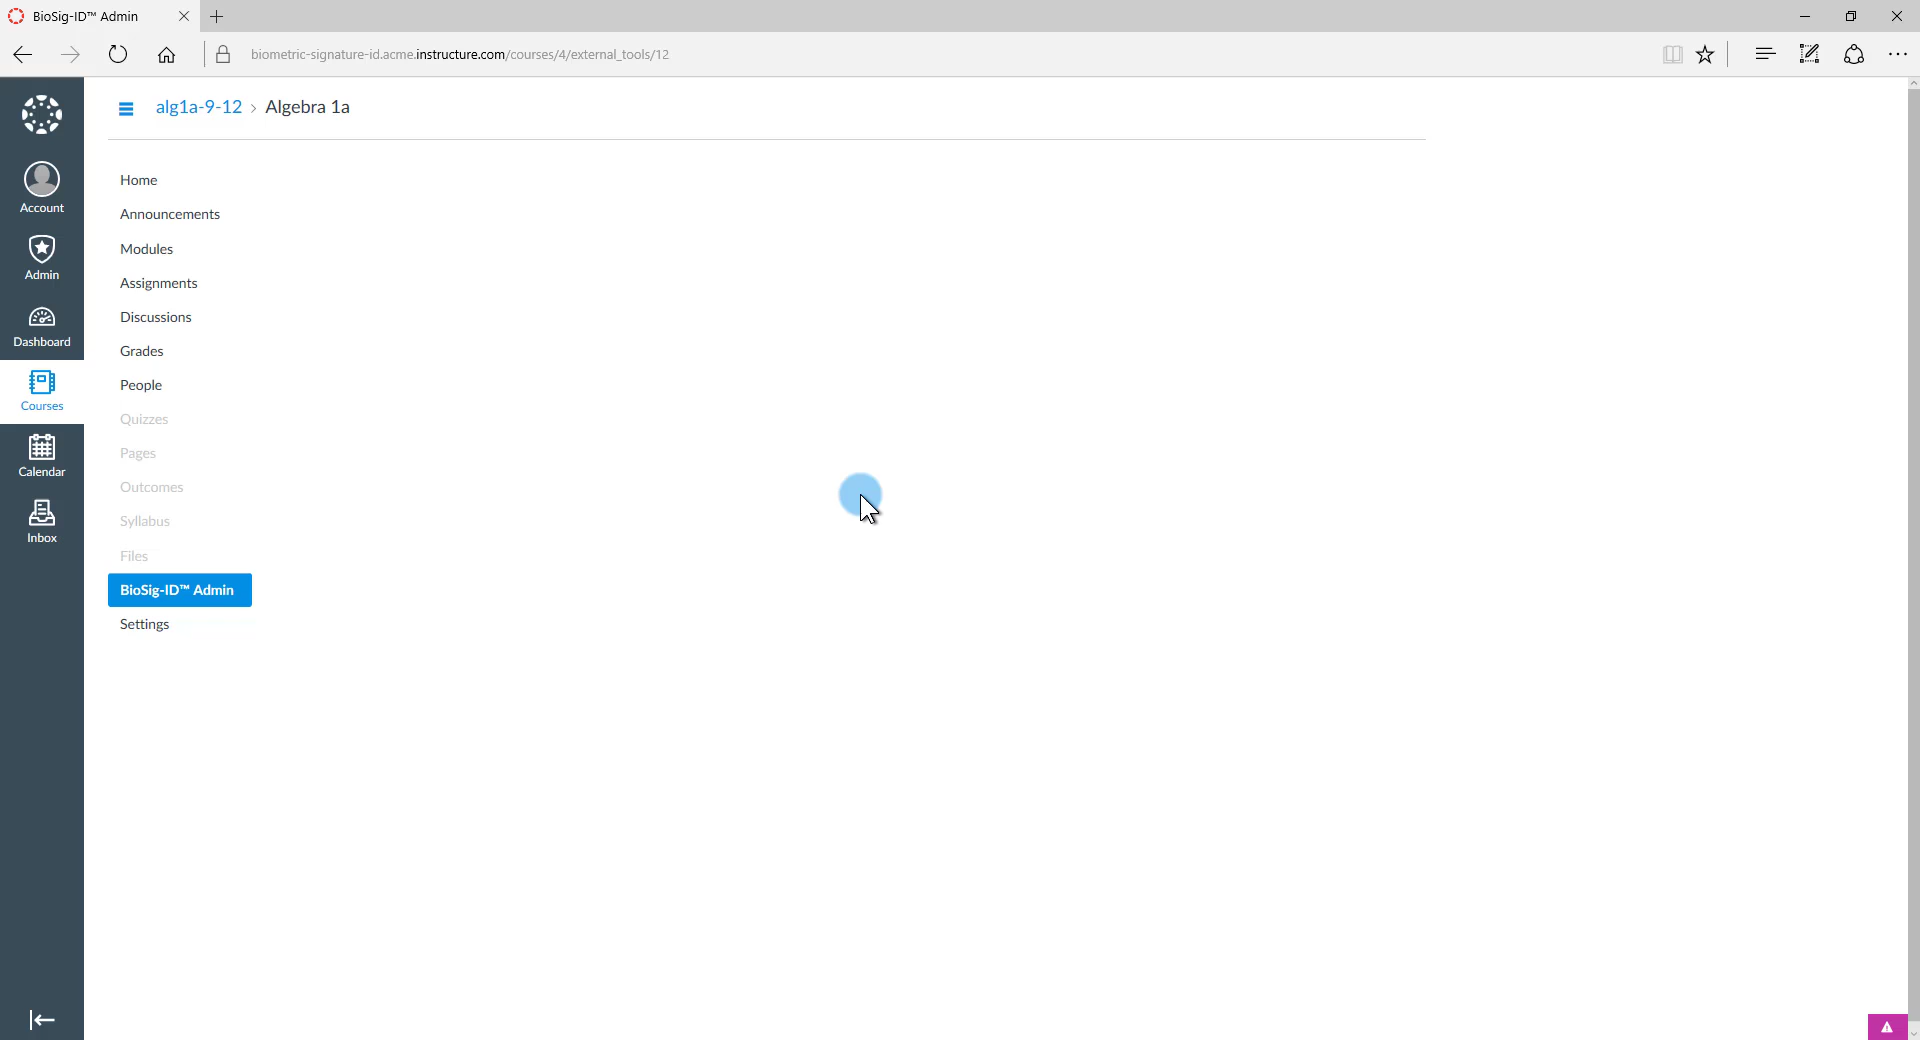 BioSig-ID™ Admin
biometric-signature-id.acme.instructure.com/courses/4/external_tools/12
alg1a-9-12 › Algebra 1a
Account
Admin
Dashboard
Courses
Calendar
Inbox
Home
Announcements
Modules
Assignments
Discussions
Grades
People
Quizzes
Pages
Outcomes
Syllabus
Files
BioSig-ID™ Admin
Settings